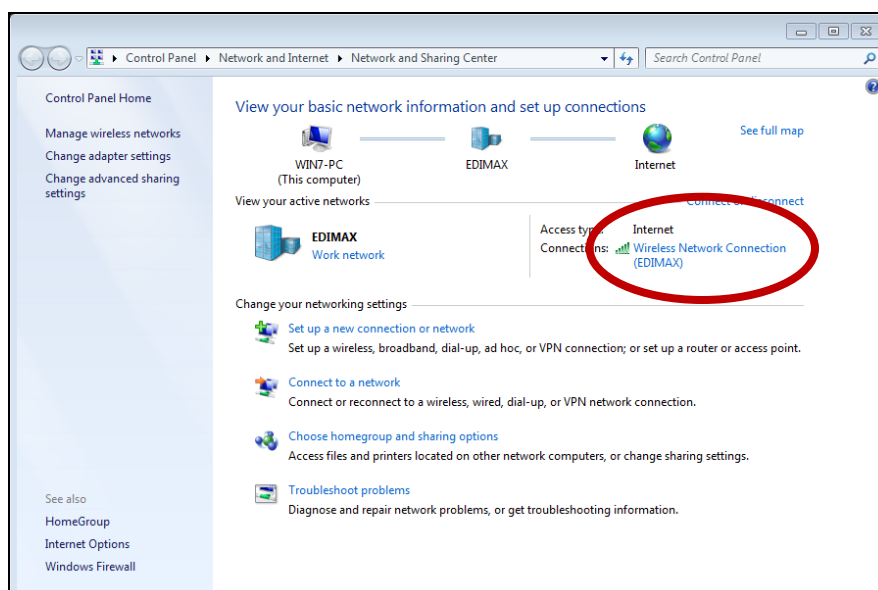 Control Panel ▸ Network and Internet ▸ Network and Sharing Center
Search Control Panel
Control Panel Home
Manage wireless networks
Change adapter settings
Change advanced sharing
settings
See also
HomeGroup
Internet Options
Windows Firewall
View your basic network information and set up connections
See full map
WIN7-PC
(This computer)
EDIMAX
Internet
View your active networks
Connect or disconnect
EDIMAX
Work network
Access type: Internet
Connections: Wireless Network Connection
(EDIMAX)
Change your networking settings
Set up a new connection or network
Set up a wireless, broadband, dial-up, ad hoc, or VPN connection; or set up a router or access point.
Connect to a network
Connect or reconnect to a wireless, wired, dial-up, or VPN network connection.
Choose homegroup and sharing options
Access files and printers located on other network computers, or change sharing settings.
Troubleshoot problems
Diagnose and repair network problems, or get troubleshooting information.